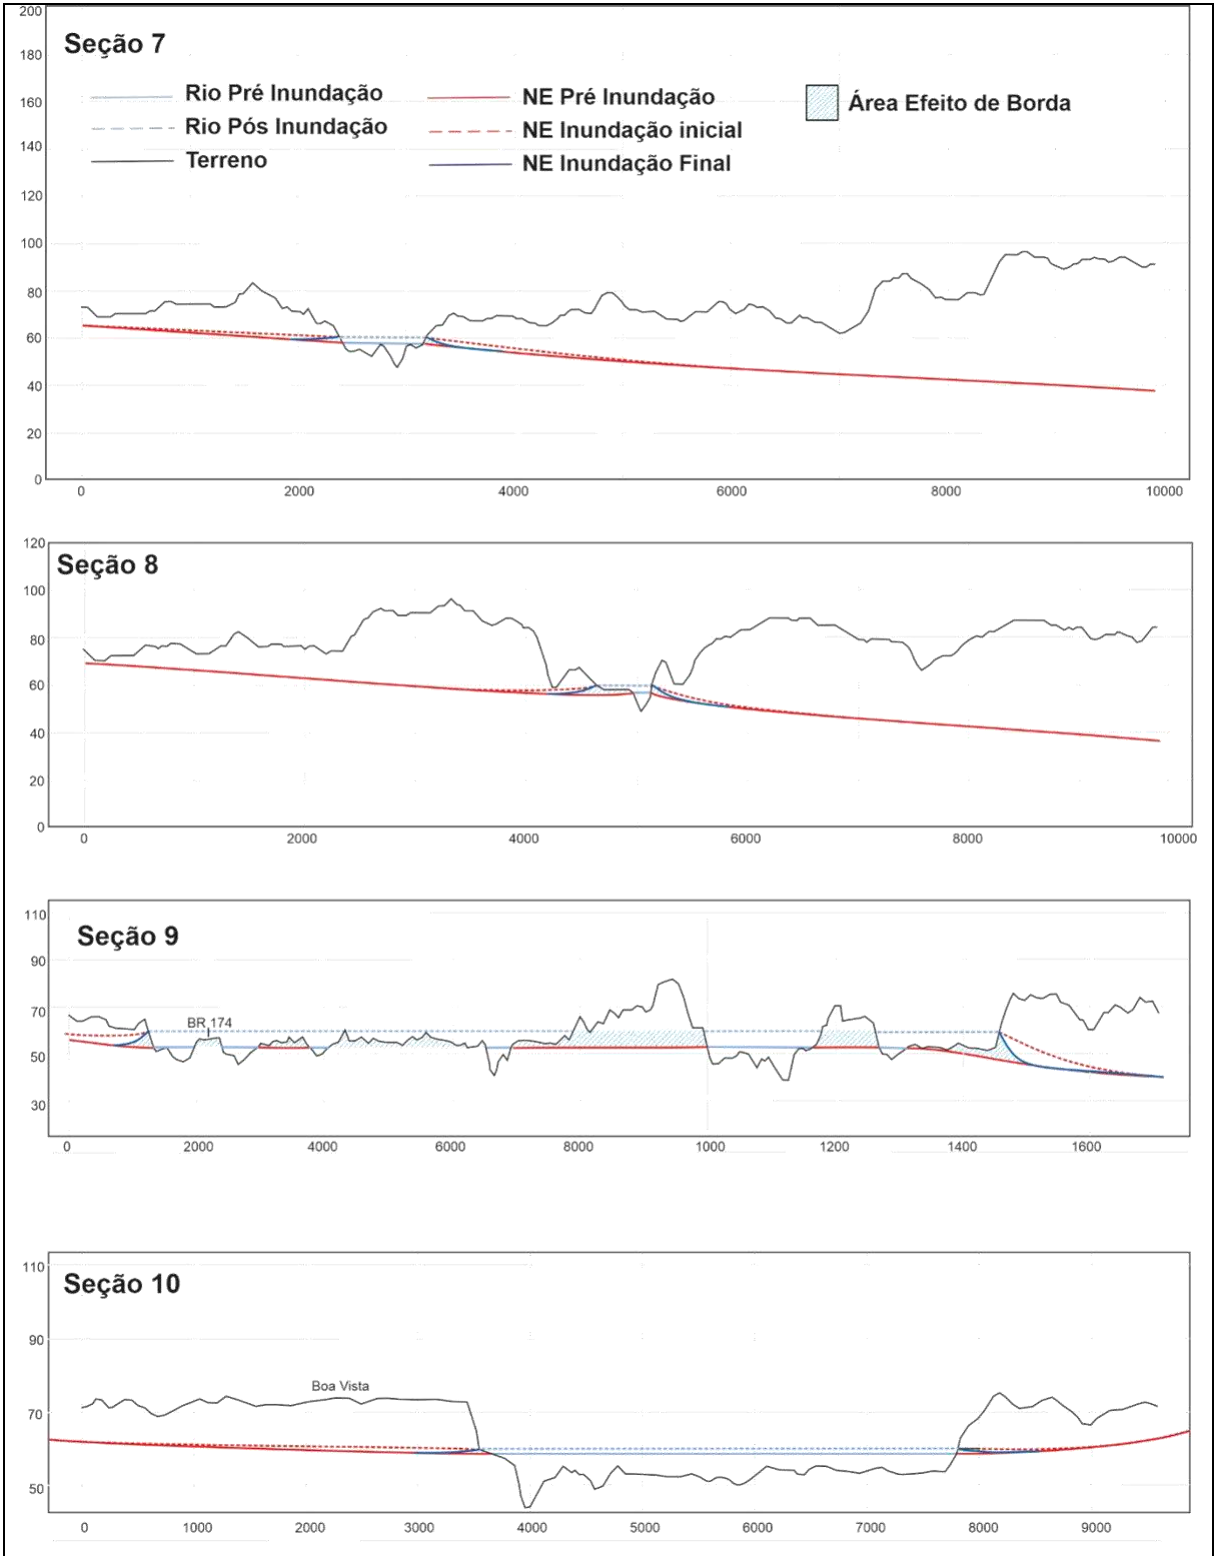 200
Seção 7
180
Rio Pré Inundação NE Pré Inundação Área Efeito de Borda
160
Rio Pós Inundação NE Inundação inicial
140
Terreno NE Inundação Final
120
100
80
60
40
20
0
0 2000 4000 6000 8000 10000
120
Seção 8
100
80
60
40
20
0
0 2000 4000 6000 8000 10000
110
Seção 9
90
70
BR 174
50
30
0 2000 4000 6000 8000 1000 1200 1400 1600
110
Seção 10
90
Boa Vista
70
50
0 1000 2000 3000 4000 5000 6000 7000 8000 9000